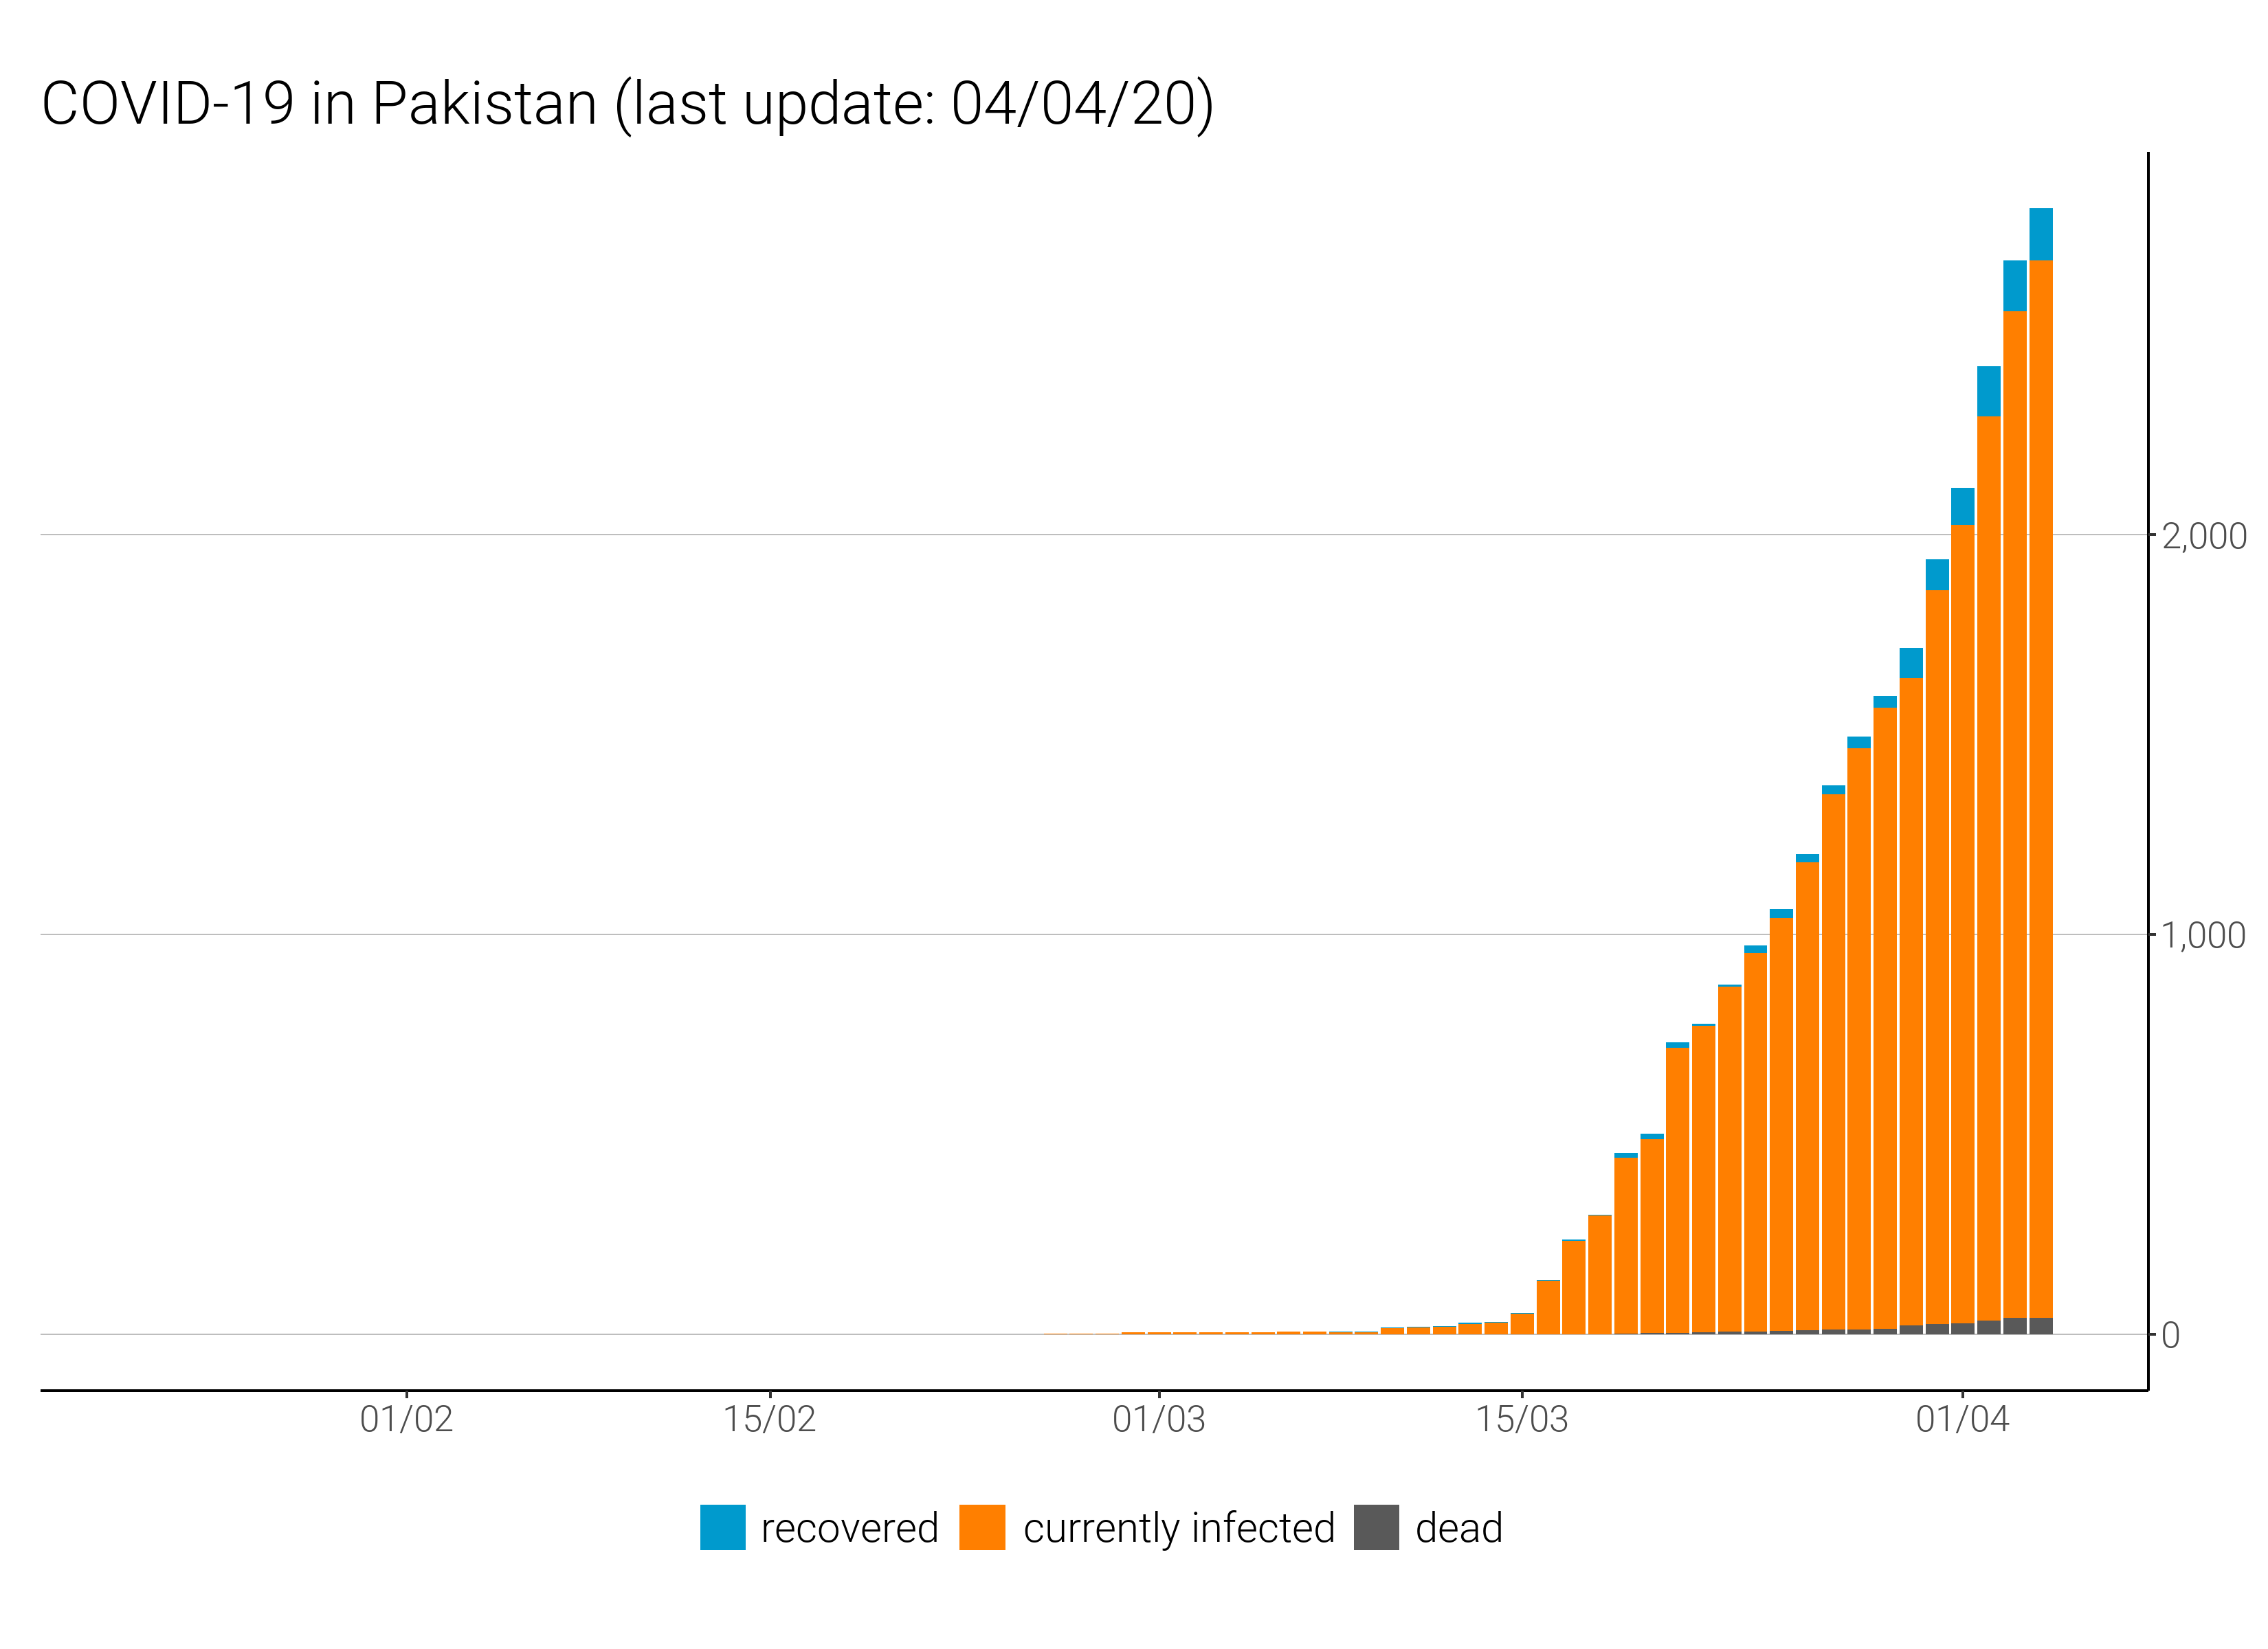 COVID-19 in Pakistan (last update: 04/04/20)
2,000
1,000
0
01/02 15/02 01/03 15/03 01/04
recovered currently infected dead